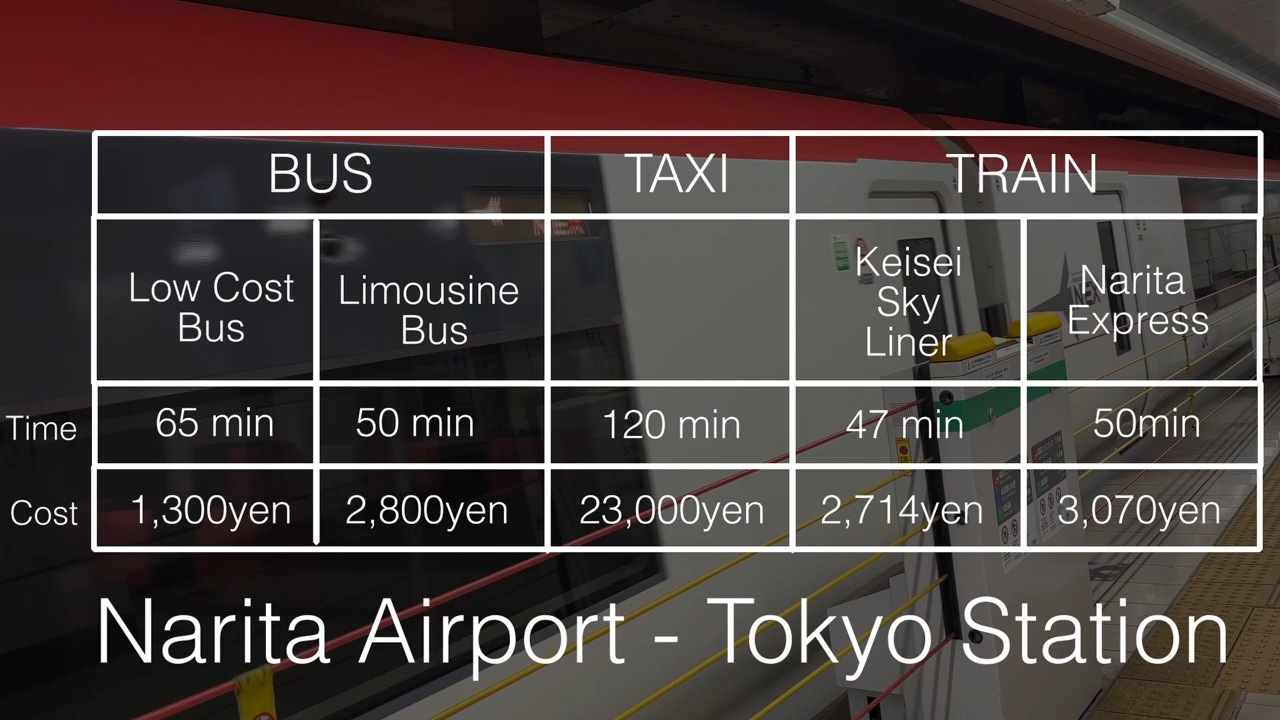 BUS TAXI TRAIN
Low Cost Bus Limousine Bus Keisei Sky Liner Narita Express
Time 65 min 50 min 120 min 47 min 50min
Cost 1,300yen 2,800yen 23,000yen 2,714yen 3,070yen
Narita Airport - Tokyo Station
NEX